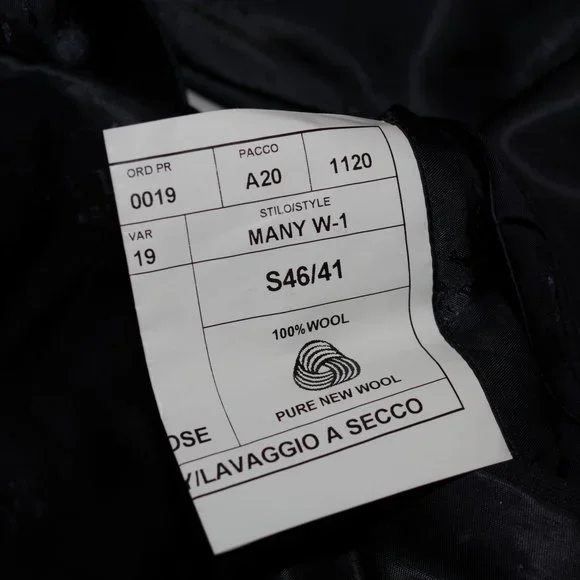 ORD PR PACCO 1120
0019 A20
VAR STILO/STYLE
19 MANY W-1
S46/41
100% WOOL
PURE NEW WOOL
OSE
Y/LAVAGGIO A SECCO